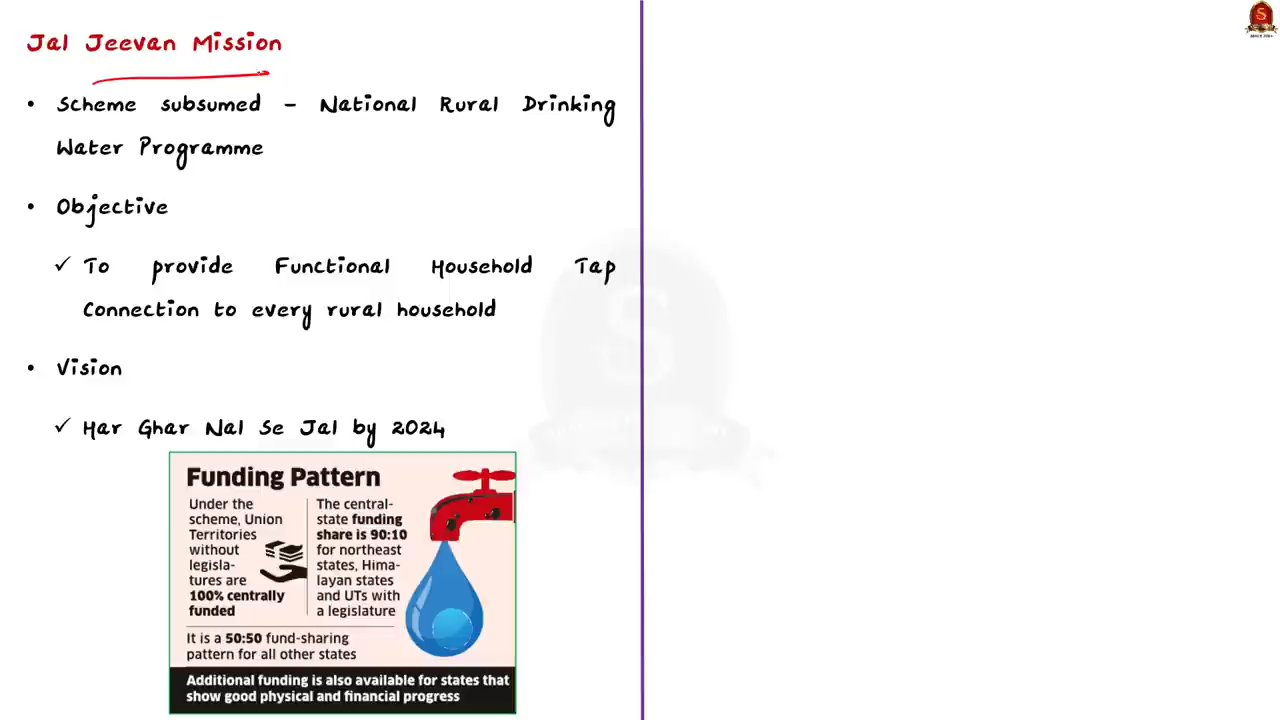 Jal Jeevan Mission
• Scheme subsumed – National Rural Drinking
Water Programme
• Objective
✓ To provide Functional Household Tap
Connection to every rural household
• Vision
✓ Har Ghar Nal Se Jal by 2024
Funding Pattern
Under the
scheme, Union
Territories
without
legisla-
tures are
100% centrally
funded
The central-
state funding
share is 90:10
for northeast
states, Hima-
layan states
and UTs with
a legislature
It is a 50:50 fund-sharing
pattern for all other states
Additional funding is also available for states that
show good physical and financial progress